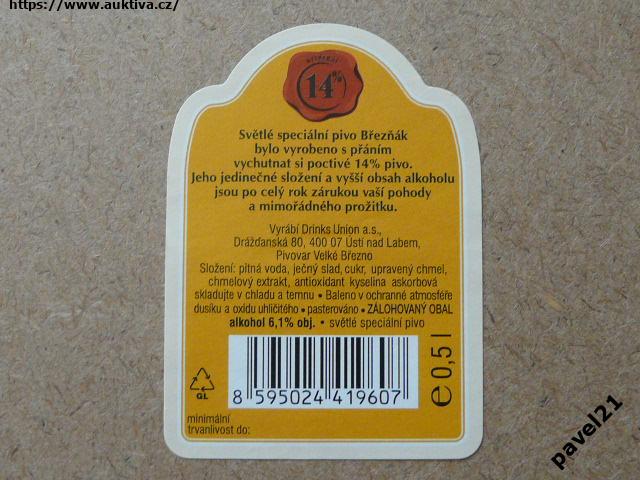 https://www.auktiva.cz/
ORIGINÁL
14%
Světlé speciální pivo Březňák
bylo vyrobeno s přáním
vychutnat si poctivé 14% pivo.
Jeho jedinečné složení a vyšší obsah alkoholu
jsou po celý rok zárukou vaší pohody
a mimořádného prožitku.
Vyrábí Drinks Union a.s.,
Drážďanská 80, 400 07 Ústí nad Labem,
Pivovar Velké Březno
Složení: pitná voda, ječný slad, cukr, upravený chmel,
chmelový extrakt, antioxidant kyselina askorbová
skladujte v chladu a temnu • Baleno v ochranné atmosféře
dusíku a oxidu uhličitého • pasterováno • ZÁLOHOVANÝ OBAL
alkohol 6,1% obj. • světlé speciální pivo
GL
8 595024 419607
e 0,5 l
minimální
trvanlivost do:
pavel21